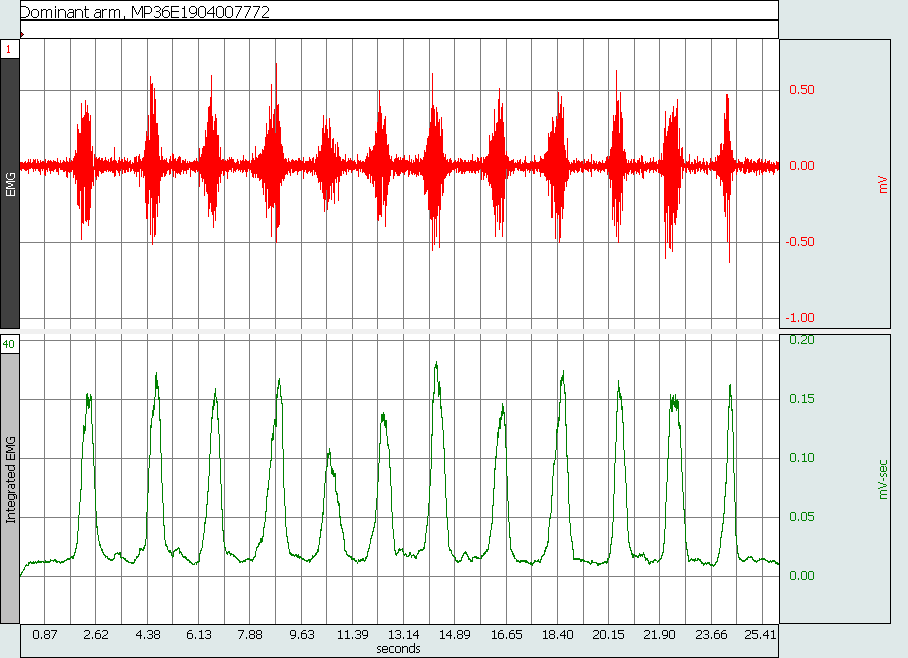 Dominant arm, MP36E1904007772
1
EMG
0.50
0.00
-0.50
-1.00
mV
40
Integrated EMG
0.20
0.15
0.10
0.05
0.00
mV-sec
0.87 2.62 4.38 6.13 7.88 9.63 11.39 13.14 14.89 16.65 18.40 20.15 21.90 23.66 25.41
seconds